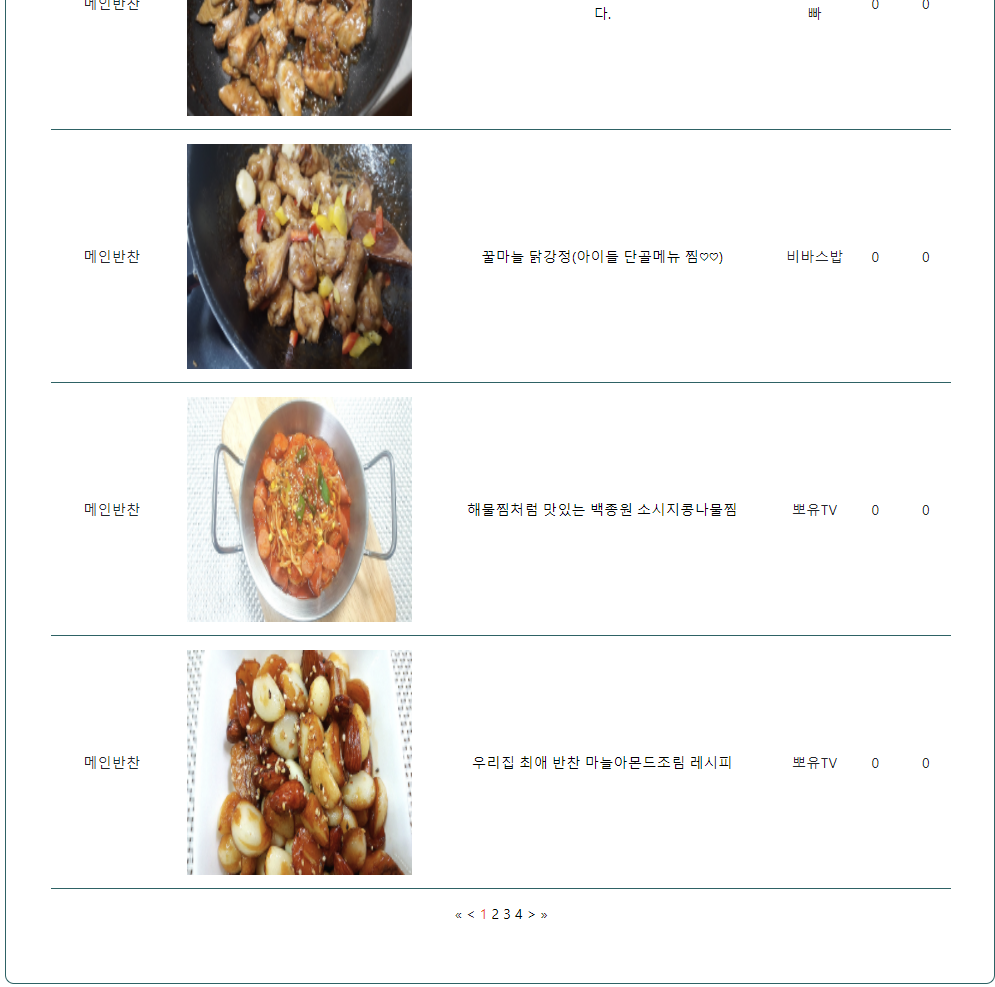 메인반찬 다. 빠 0 0
메인반찬 꿀마늘 닭강정(아이들 단골메뉴 찜♡♡) 비바스밥 0 0
메인반찬 해물찜처럼 맛있는 백종원 소시지콩나물찜 뽀유TV 0 0
메인반찬 우리집 최애 반찬 마늘아몬드조림 레시피 뽀유TV 0 0
« < 1 2 3 4 > »